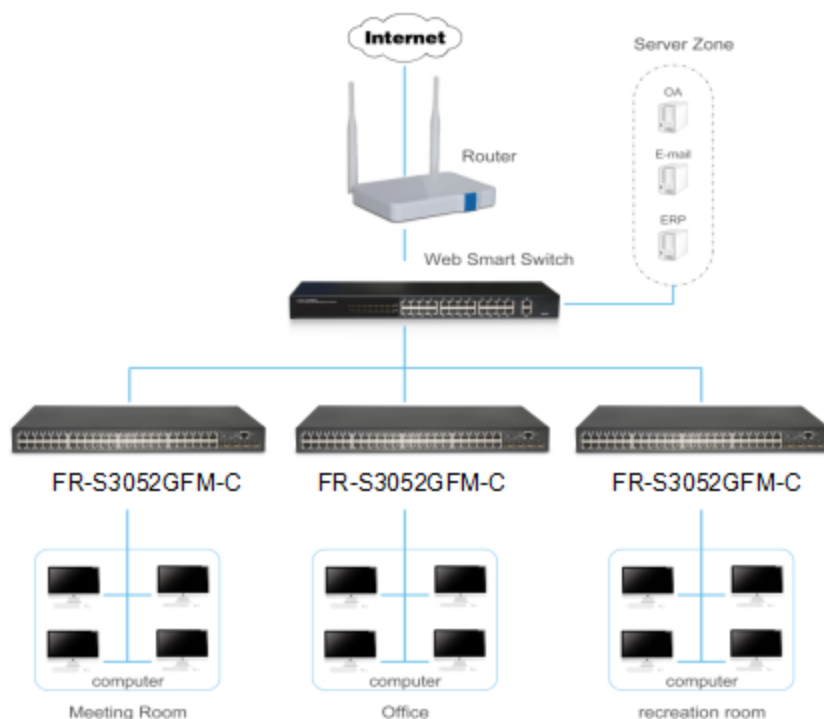 Internet
Server Zone
OA
Router
E-mail
ERP
Web Smart Switch
FR-S3052GFM-C
FR-S3052GFM-C
FR-S3052GFM-C
computer
computer
computer
Meeting Room
Office
recreation room